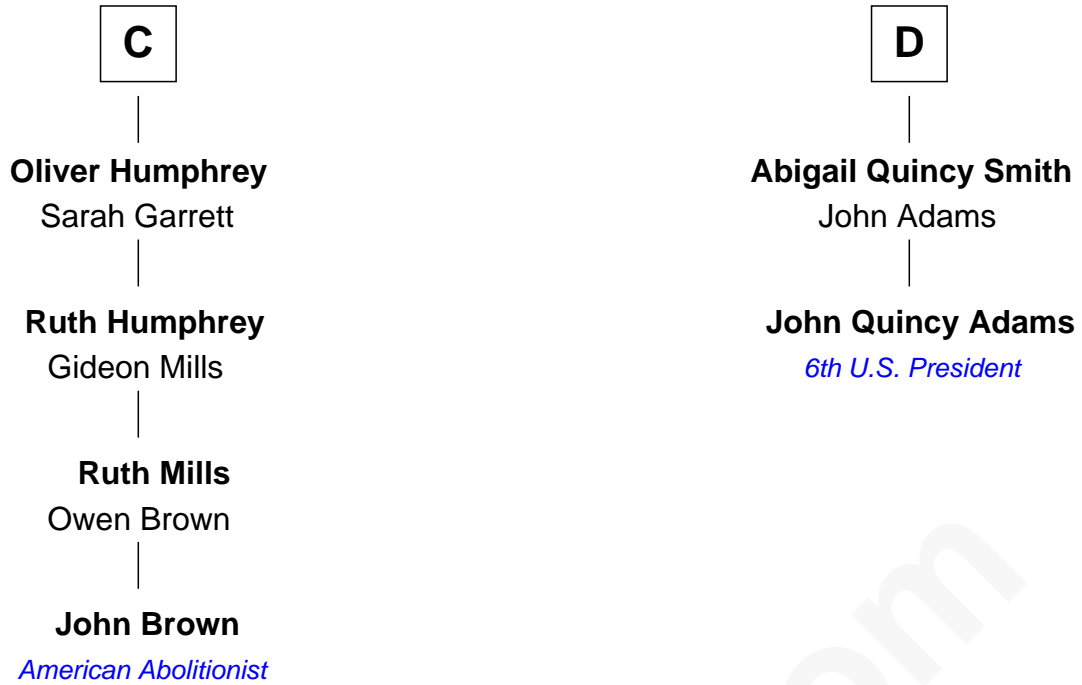 C
Oliver Humphrey
Sarah Garrett
Ruth Humphrey
Gideon Mills
Ruth Mills
Owen Brown
John Brown
American Abolitionist
D
Abigail Quincy Smith
John Adams
John Quincy Adams
6th U.S. President
om